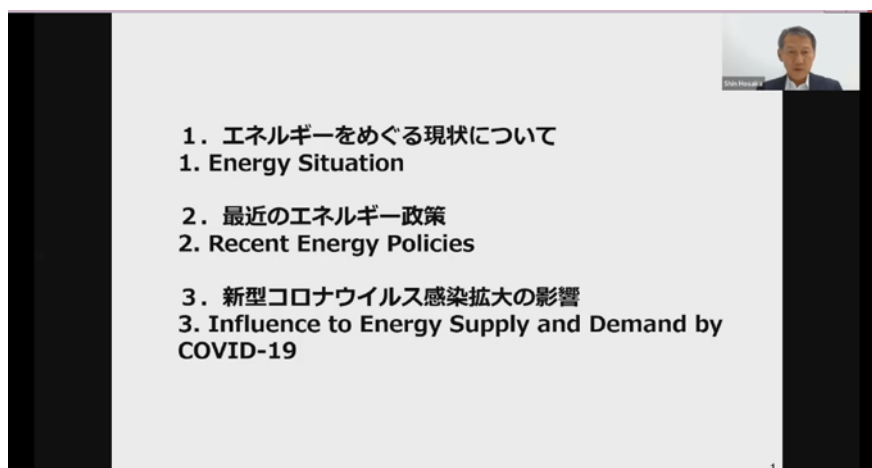 １．エネルギーをめぐる現状について
1. Energy Situation
２．最近のエネルギー政策
2. Recent Energy Policies
３．新型コロナウイルス感染拡大の影響
3. Influence to Energy Supply and Demand by
COVID-19
Shin Hosaka
1